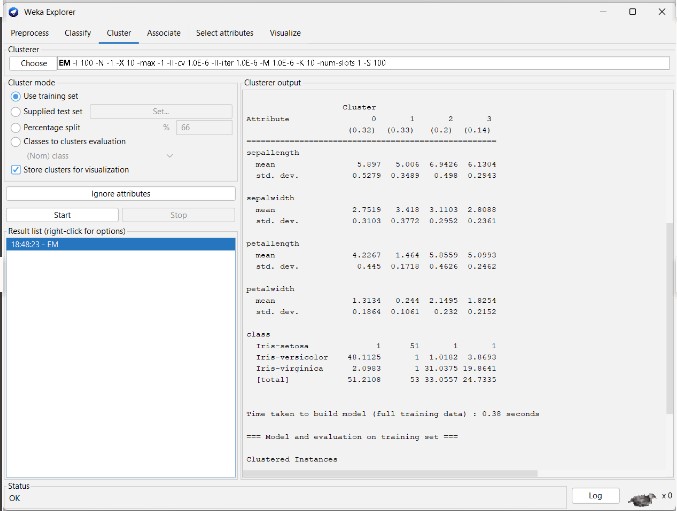 Weka Explorer
Preprocess Classify Cluster Associate Select attributes Visualize
Clusterer
Choose EM -I 100 -N -1 -X 10 -max -1 -ll-cv 1.0E-6 -ll-iter 1.0E-6 -M 1.0E-6 -K 10 -num-slots 1 -S 100
Cluster mode
Use training set
Supplied test set Set...
Percentage split % 66
Classes to clusters evaluation
(Nom) class
Store clusters for visualization
Ignore attributes
Start Stop
Result list (right-click for options)
18:48:23 - EM
Clusterer output
Cluster
Attribute 0 1 2 3
(0.32) (0.33) (0.2) (0.14)
sepallength
mean 5.897 5.006 6.9426 6.1304
std. dev. 0.5279 0.3489 0.498 0.2943
sepalwidth
mean 2.7519 3.418 3.1103 2.8088
std. dev. 0.3103 0.3772 0.2952 0.2361
petallength
mean 4.2267 1.464 5.8559 5.0993
std. dev. 0.445 0.1718 0.4626 0.2462
petalwidth
mean 1.3134 0.244 2.1495 1.8254
std. dev. 0.1864 0.1061 0.232 0.2152
class
Iris-setosa 1 51 1 1
Iris-versicolor 48.1125 1 1.0182 3.8693
Iris-virginica 2.0983 1 31.0375 19.8641
[total] 51.2108 53 33.0557 24.7335
Time taken to build model (full training data) : 0.38 seconds
=== Model and evaluation on training set ===
Clustered Instances
Status
OK
Log x 0